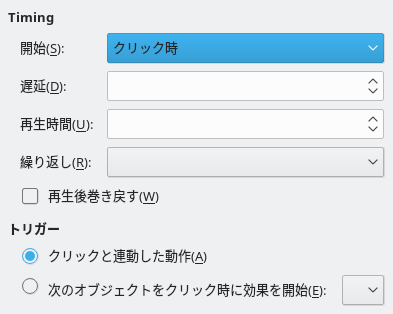 Timing
開始(S): クリック時
遅延(D):
再生時間(U):
繰り返し(R):
再生後巻き戻す(W)
トリガー
クリックと連動した動作(A)
次のオブジェクトをクリック時に効果を開始(E):